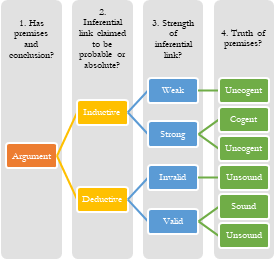 1. Has
premises
and
conclusion?
2.
Inferential
link claimed
to be
probable or
absolute?
3. Strength
of
inferential
link?
4. Truth of
premises?
Argument
Inductive
Deductive
Weak
Strong
Invalid
Valid
Uncogent
Cogent
Uncogent
Unsound
Sound
Unsound